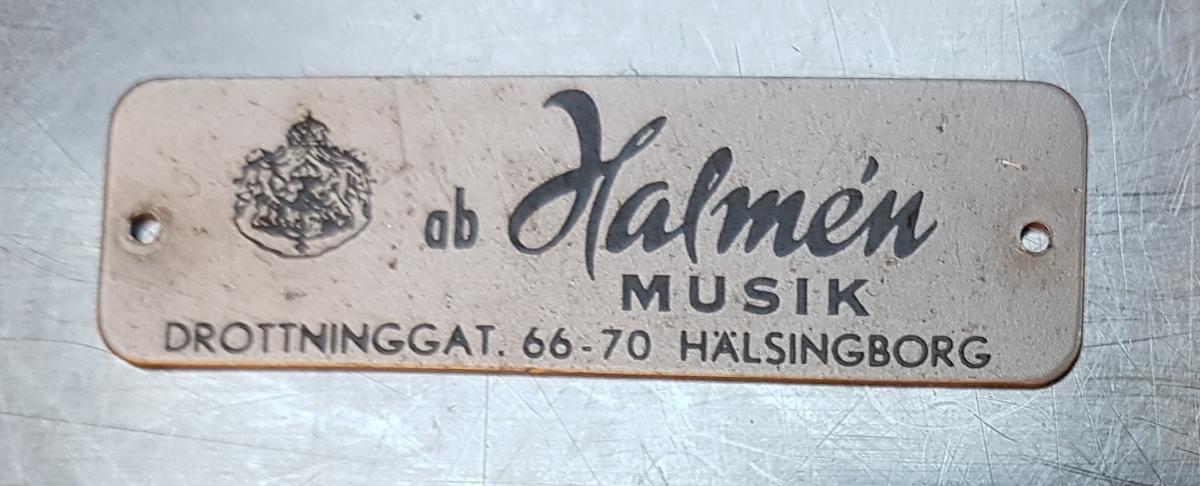 ab Halmén
MUSIK
DROTTNINGGAT. 66-70 HÄLSINGBORG